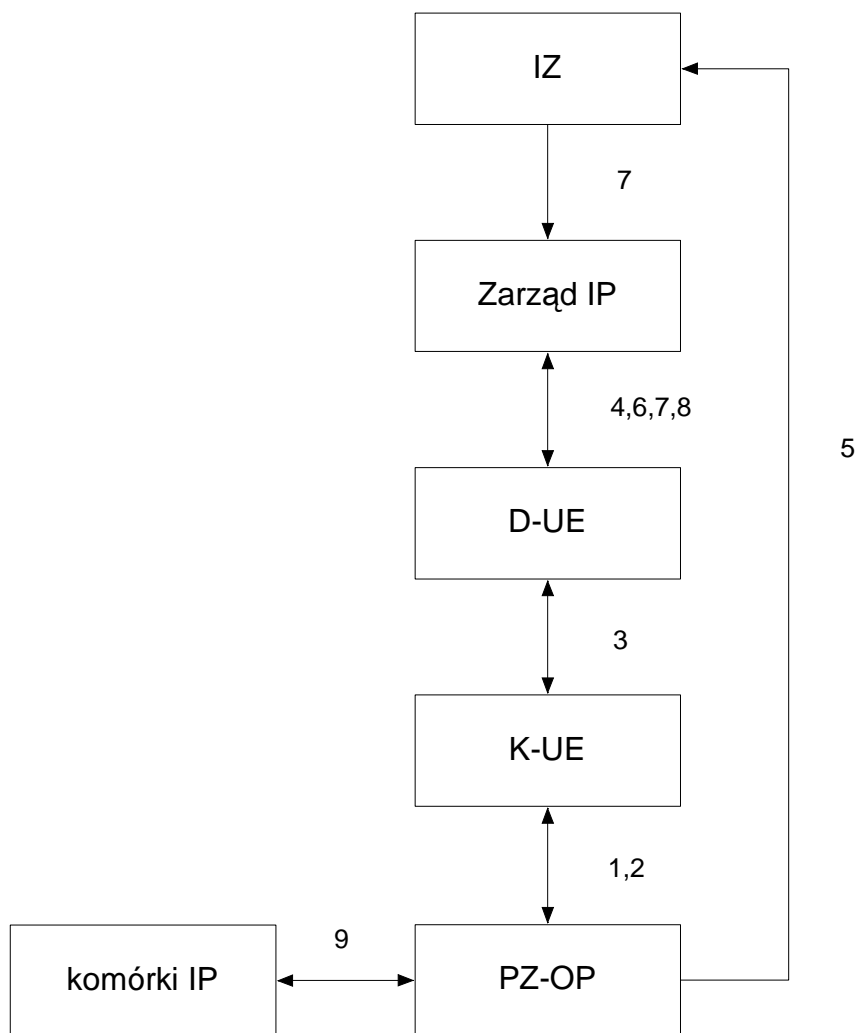 IZ
7
Zarząd IP
4,6,7,8
5
D-UE
3
K-UE
1,2
9
komórki IP
PZ-OP